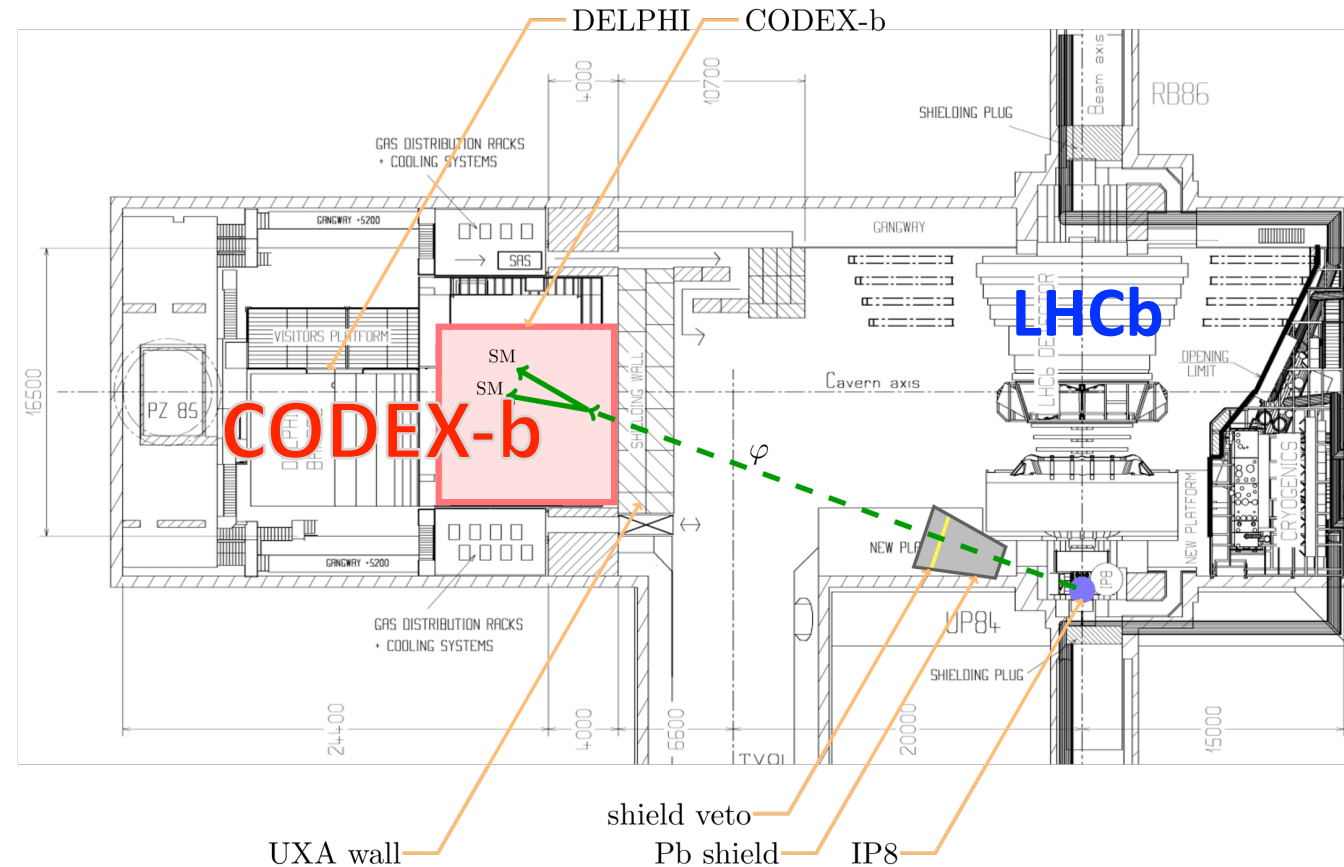 DELPHI
CODEX-b
4000
10700
Beam axis
RB86
SHIELDING PLUG
GAS DISTRIBUTION RACKS
+ COOLING SYSTEMS
GANGWAY +5200
GANGWAY
SAS
LHCb DETECTOR
LHCb
VISITORS PLATFORM
OPENING
LIMIT
SM
SM
SHIELDING WALL
Cavern axis
16500
PZ 85
CODEX-b
φ
CRYOGENICS
NEW PLATFORM
NEW
IP8
GANGWAY +5200
UP84
GAS DISTRIBUTION RACKS
+ COOLING SYSTEMS
SHIELDING PLUG
24400
4000
6600
20000
15000
shield veto
UXA wall
Pb shield
IP8